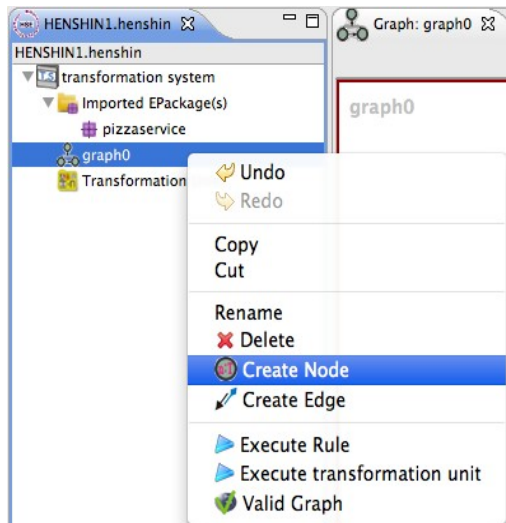 HENSHIN1.henshin
Graph: graph0
HENSHIN1.henshin
transformation system
Imported EPackage(s)
pizzaservice
graph0
Transformation
graph0
Undo
Redo
Copy
Cut
Rename
Delete
Create Node
Create Edge
Execute Rule
Execute transformation unit
Valid Graph